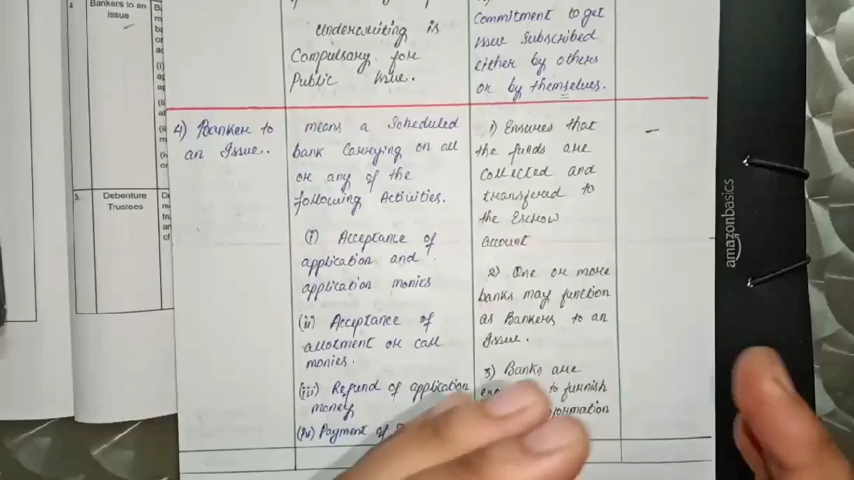 4
Bankers to an
issue
5.
Debenture
Trustees
underwriting is
Compulsory for
Public Issue.
Commitment to get
issue Subscribed
either by others
or by themselves.
4) Banker to
an Issue..
means a Scheduled
bank Carrying on all
or any of the
following Activities.
(i) Acceptance of
application and
application monies
(ii) Acceptance of
allotment or call
monies.
(iii) Refund of application
money
(iv) Payment of
1) Ensures that
the funds are
collected and
transferred to
the Escrow
account
2) One or more
banks may function
as Bankers to an
Issue.
3) Banks are
to furnish
amazonbasics